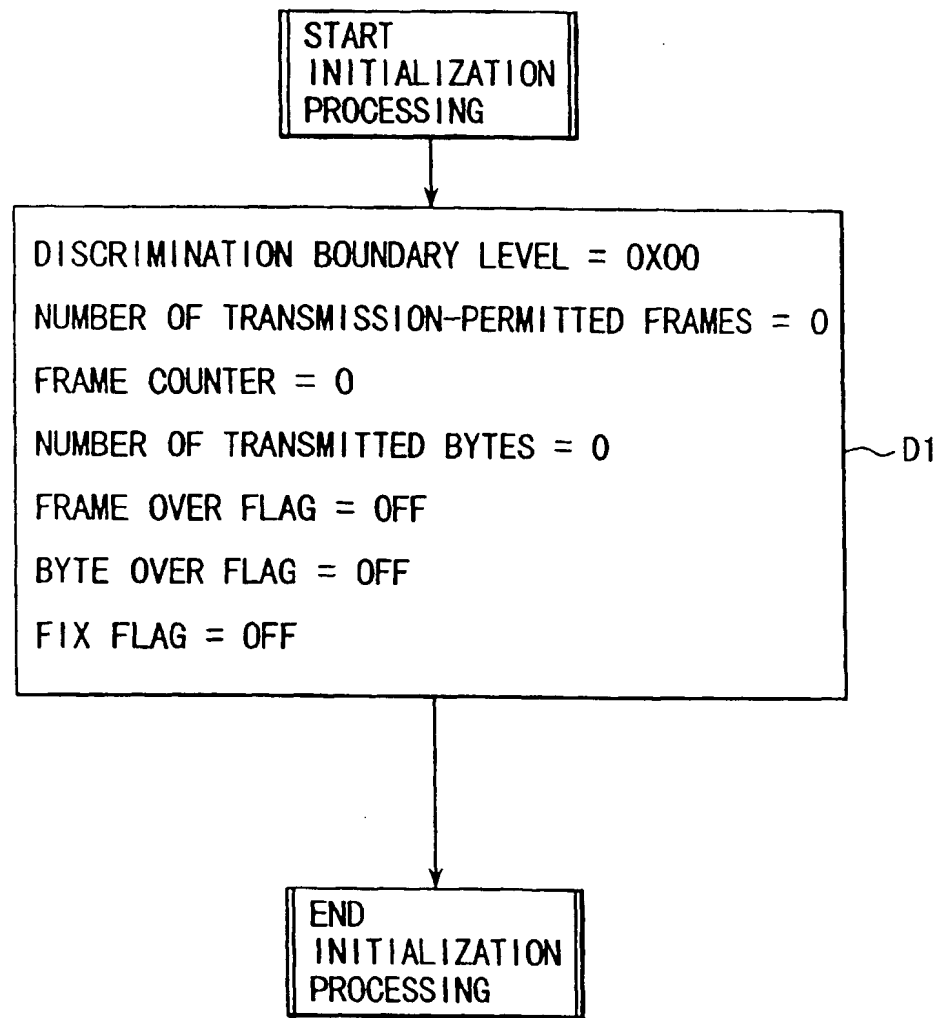 START
INITIALIZATION
PROCESSING
DISCRIMINATION BOUNDARY LEVEL = 0X00
NUMBER OF TRANSMISSION-PERMITTED FRAMES = 0
FRAME COUNTER = 0
NUMBER OF TRANSMITTED BYTES = 0
D1
FRAME OVER FLAG = OFF
BYTE OVER FLAG = OFF
FIX FLAG = OFF
END
INITIALIZATION
PROCESSING